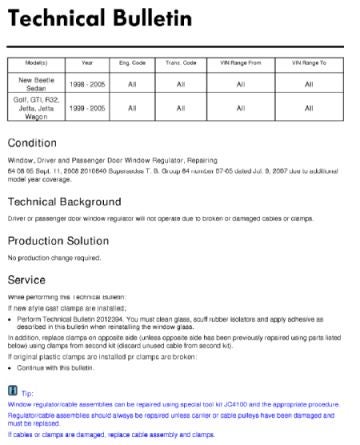 Technical Bulletin
Model(s) Year Eng. Code Trans. Code VIN Range From VIN Range To
New Beetle
Sedan 1998 - 2005 All All All All
Golf, GTI, R32,
Jetta, Jetta
Wagon 1999 - 2005 All All All All
Condition
Window, Driver and Passenger Door Window Regulator, Repairing
64 08 05 Sept. 11, 2008 2010840 Supersedes T. B. Group 64 number 07-65 dated Jul. 9, 2007 due to additional
model year coverage.
Technical Background
Driver or passenger door window regulator will not operate due to broken or damaged cables or clamps.
Production Solution
No production change required.
Service
While performing this Technical Bulletin:
If new style cast clamps are installed;
• Perform Technical Bulletin 2012394. You must clean glass, scuff rubber isolators and apply adhesive as
described in this bulletin when reinstalling the window glass.
In addition, replace clamps on opposite side (unless opposite side has been previously repaired using parts listed
below) using clamps from second kit (discard unused cable from second kit).
If original plastic clamps are installed pr clamps are broken:
• Continue with this bulletin.
Tip:
Window regulator/cable assemblies can be repaired using special tool kit JC4100 and the appropriate procedure.
Regulator/cable assemblies should always be repaired unless carrier or cable pulleys have been damaged and
must be replaced.
If cables or clamps are damaged, replace cable assembly and clamps.